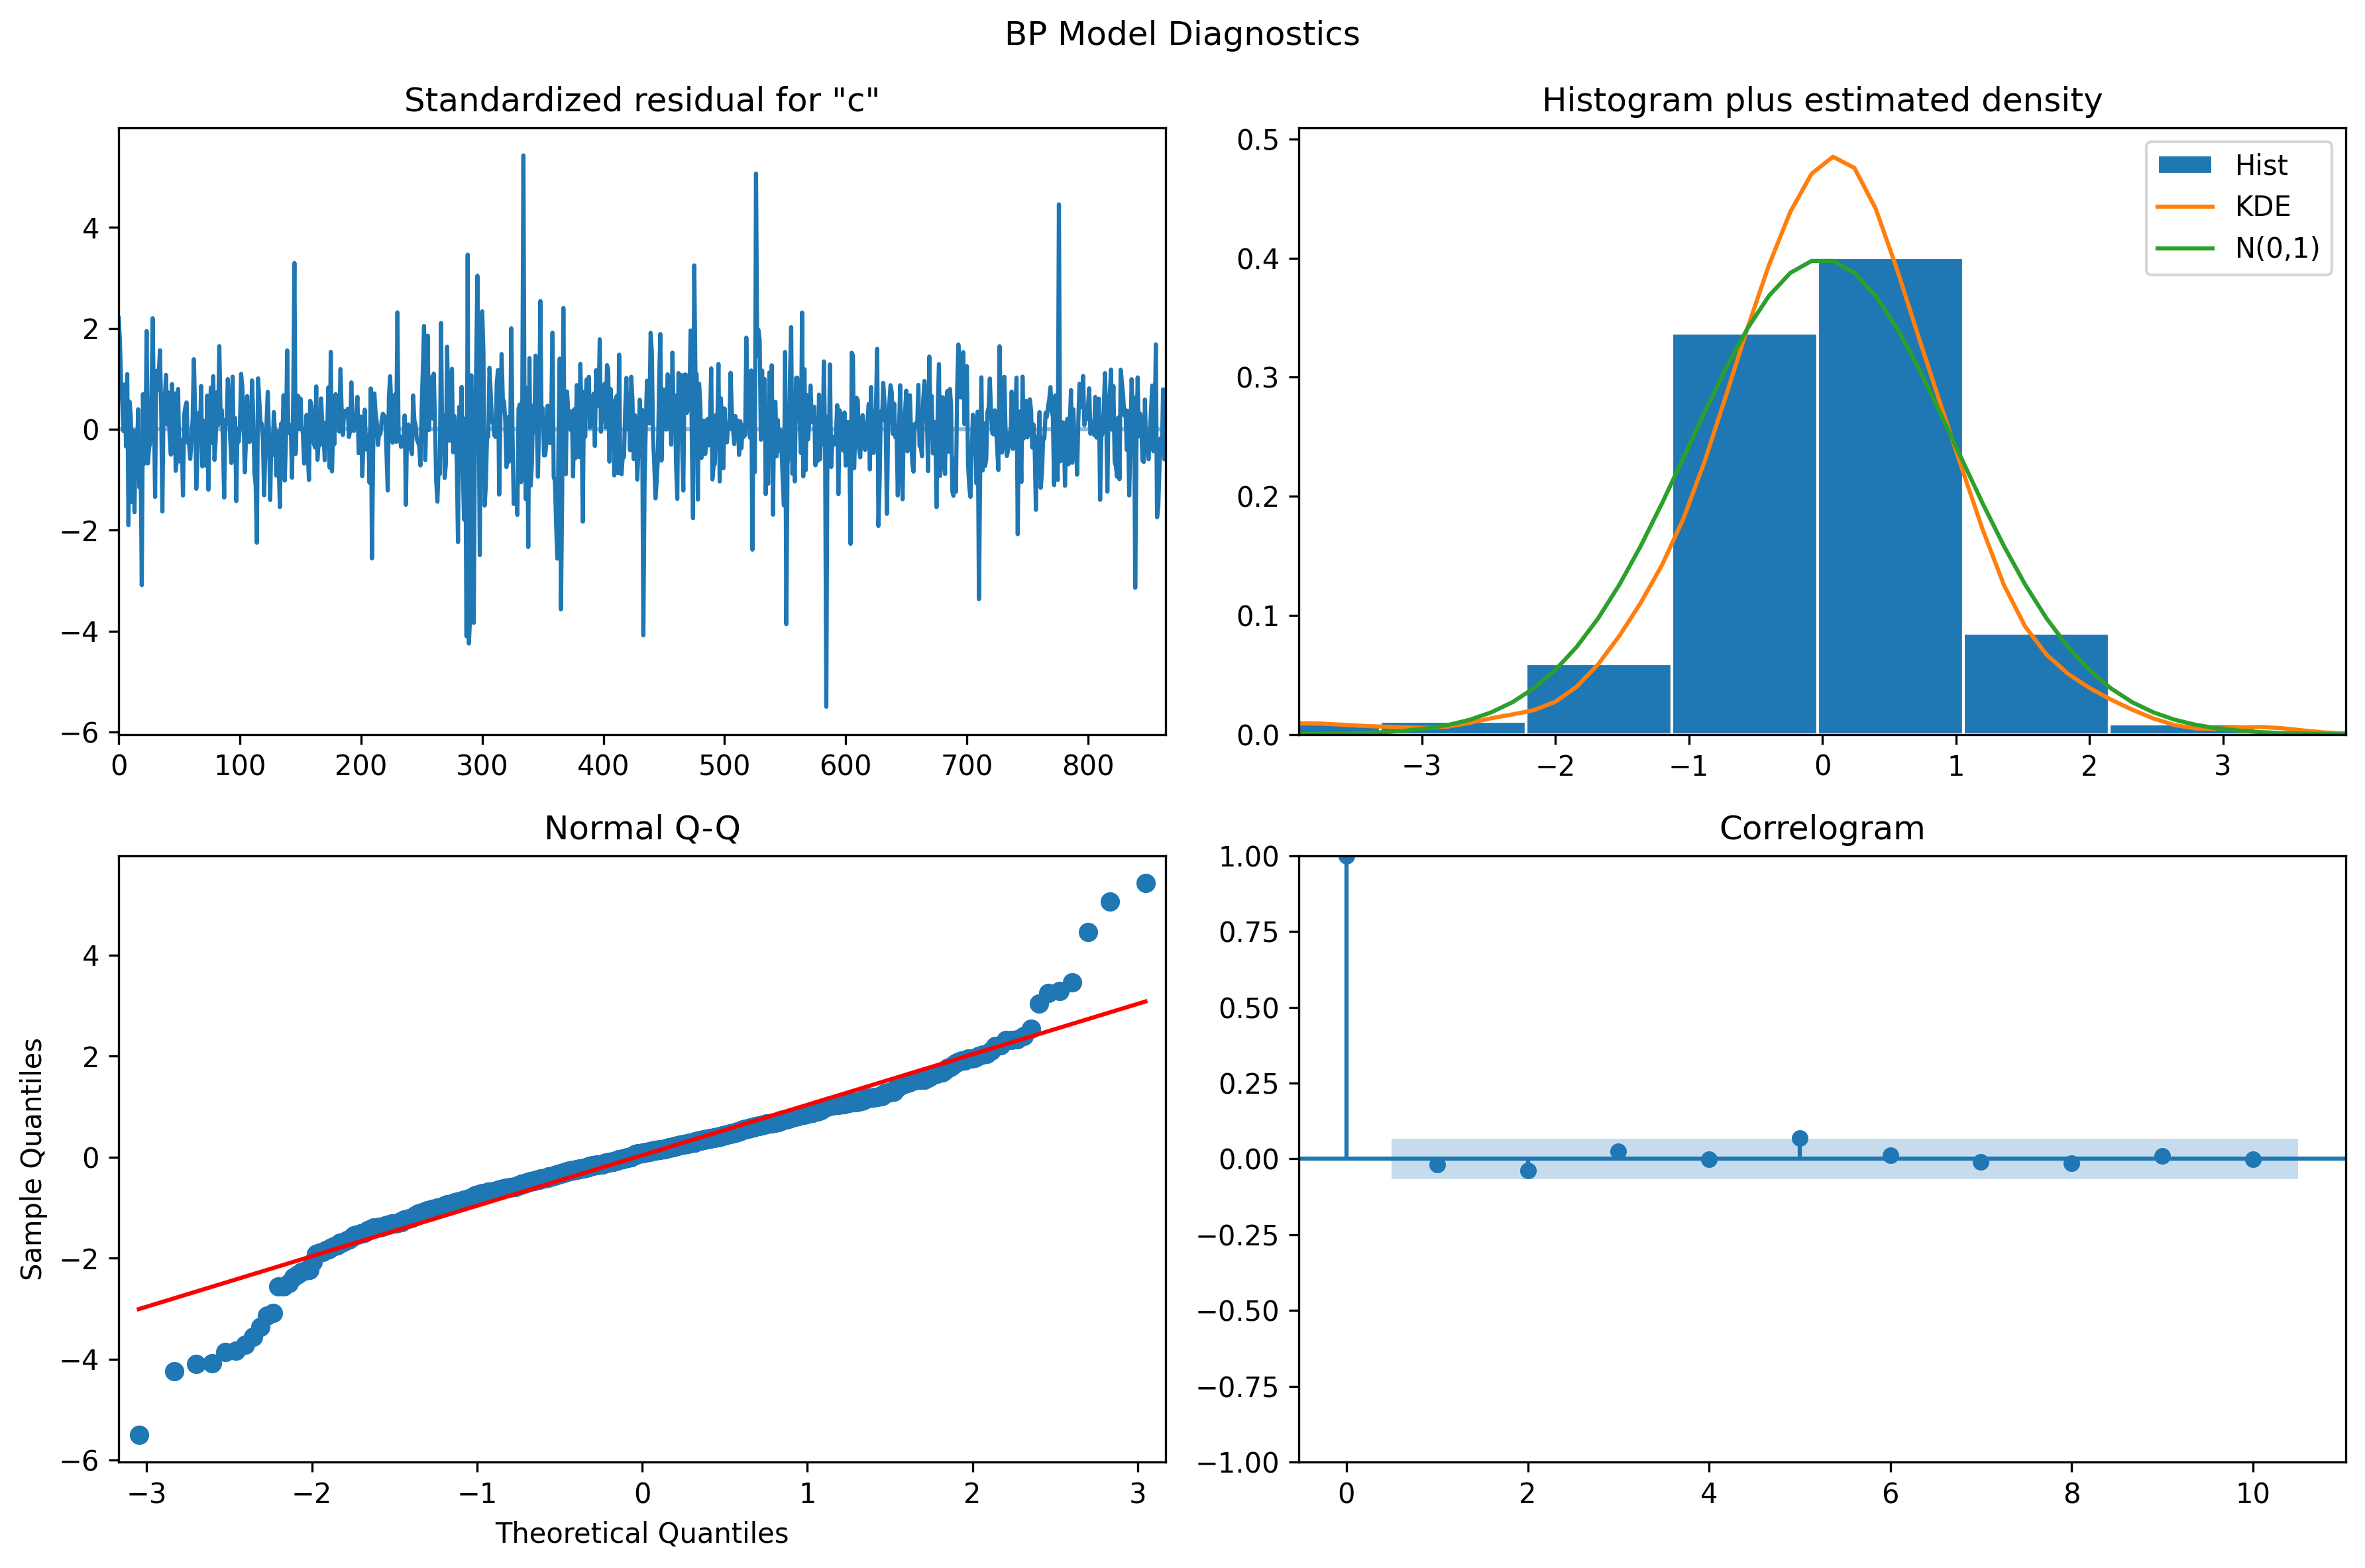 BP Model Diagnostics
Standardized residual for "c"
4
2
0
−2
−4
−6
0 100 200 300 400 500 600 700 800
Histogram plus estimated density
0.5
0.4
0.3
0.2
0.1
0.0
−3 −2 −1 0 1 2 3
Hist
KDE
N(0,1)
Normal Q-Q
Sample Quantiles
4
2
0
−2
−4
−6
−3 −2 −1 0 1 2 3
Theoretical Quantiles
Correlogram
1.00
0.75
0.50
0.25
0.00
−0.25
−0.50
−0.75
−1.00
0 2 4 6 8 10